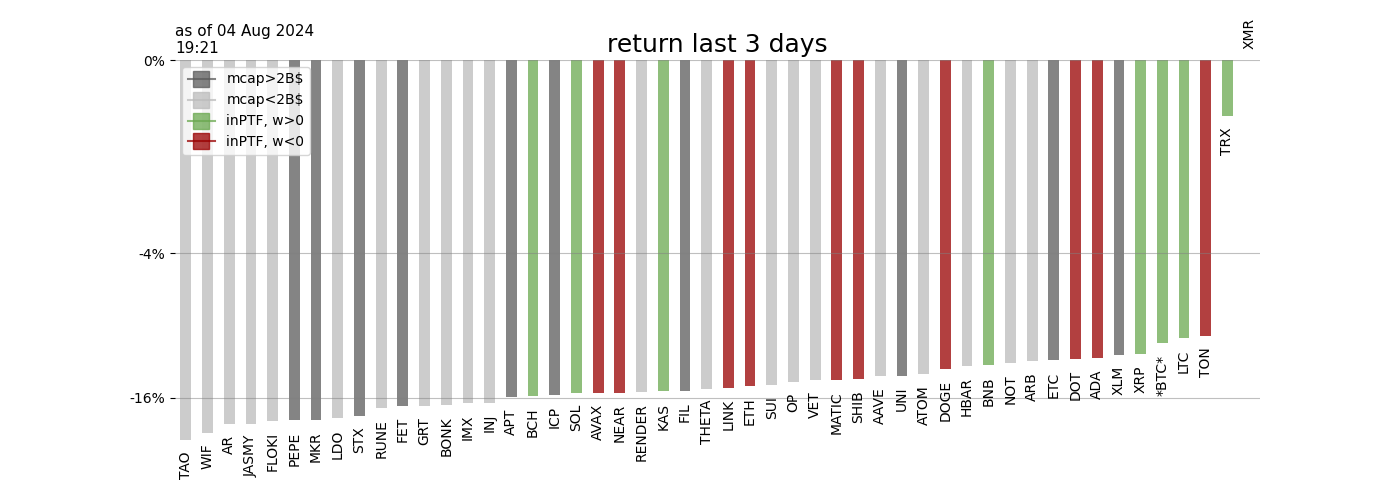 as of 04 Aug 2024
19:21
return last 3 days
XMR
0%
mcap>2B$
mcap<2B$
inPTF, w>0
inPTF, w<0
-4%
-16%
TAO
WIF
AR
JASMY
FLOKI
PEPE
MKR
LDO
STX
RUNE
FET
GRT
BONK
IMX
INJ
APT
BCH
ICP
SOL
AVAX
NEAR
RENDER
KAS
FIL
THETA
LINK
ETH
SUI
OP
VET
MATIC
SHIB
AAVE
UNI
ATOM
DOGE
HBAR
BNB
NOT
ARB
ETC
DOT
ADA
XLM
XRP
*BTC*
LTC
TON
TRX